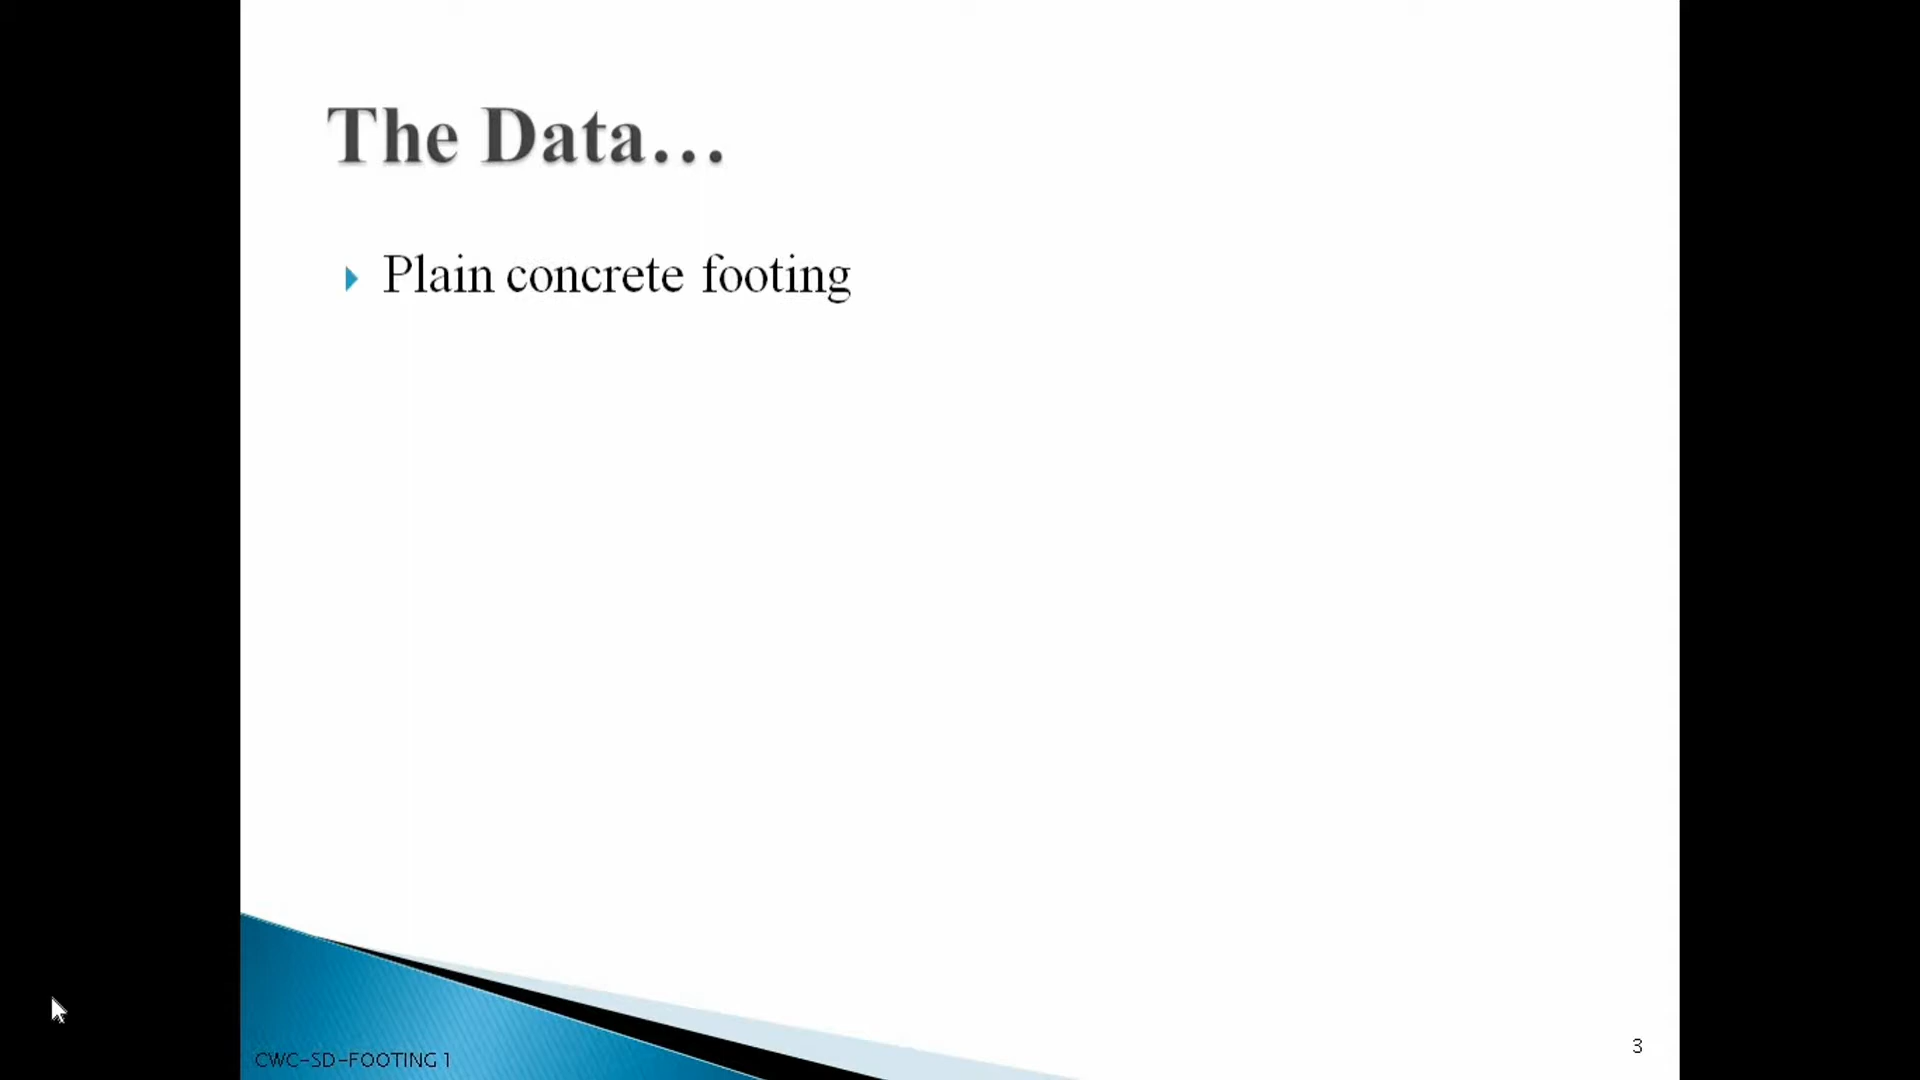 The Data…
Plain concrete footing
CWC-SD-FOOTING 1
3